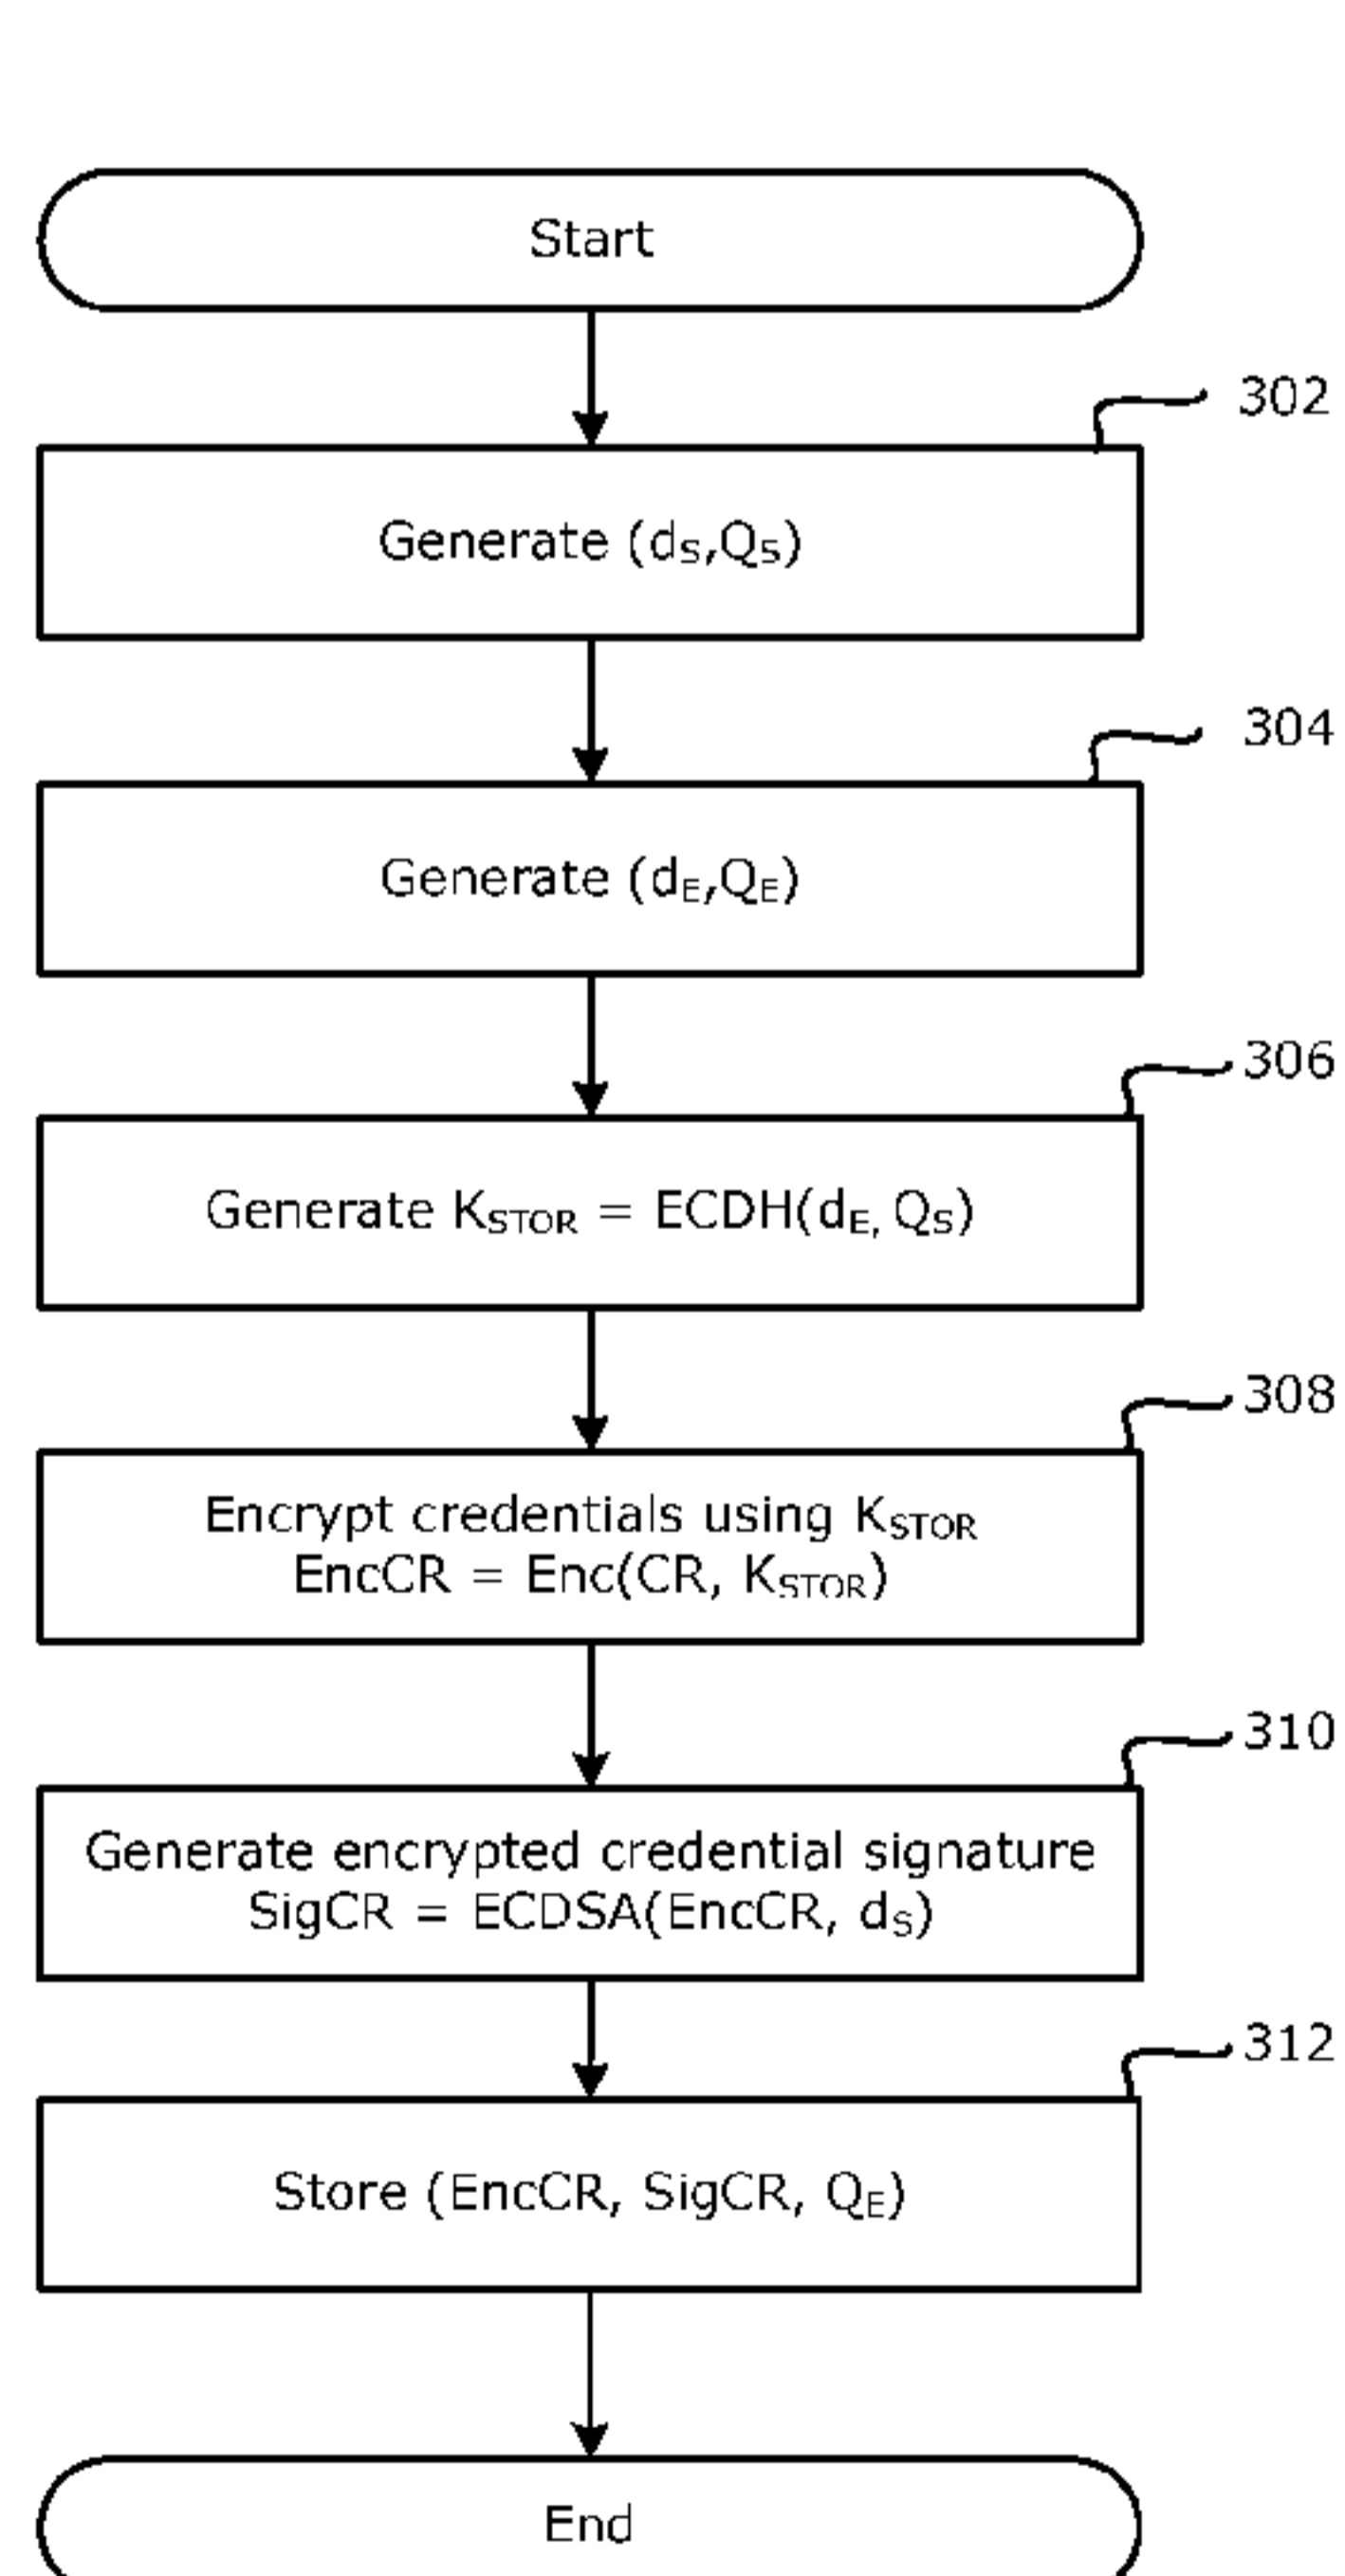 Start
302
Generate (dS,QS)
304
Generate (dE,QE)
306
Generate KSTOR = ECDH(dE, QS)
308
Encrypt credentials using KSTOR
EncCR = Enc(CR, KSTOR)
310
Generate encrypted credential signature
SigCR = ECDSA(EncCR, dS)
312
Store (EncCR, SigCR, QE)
End